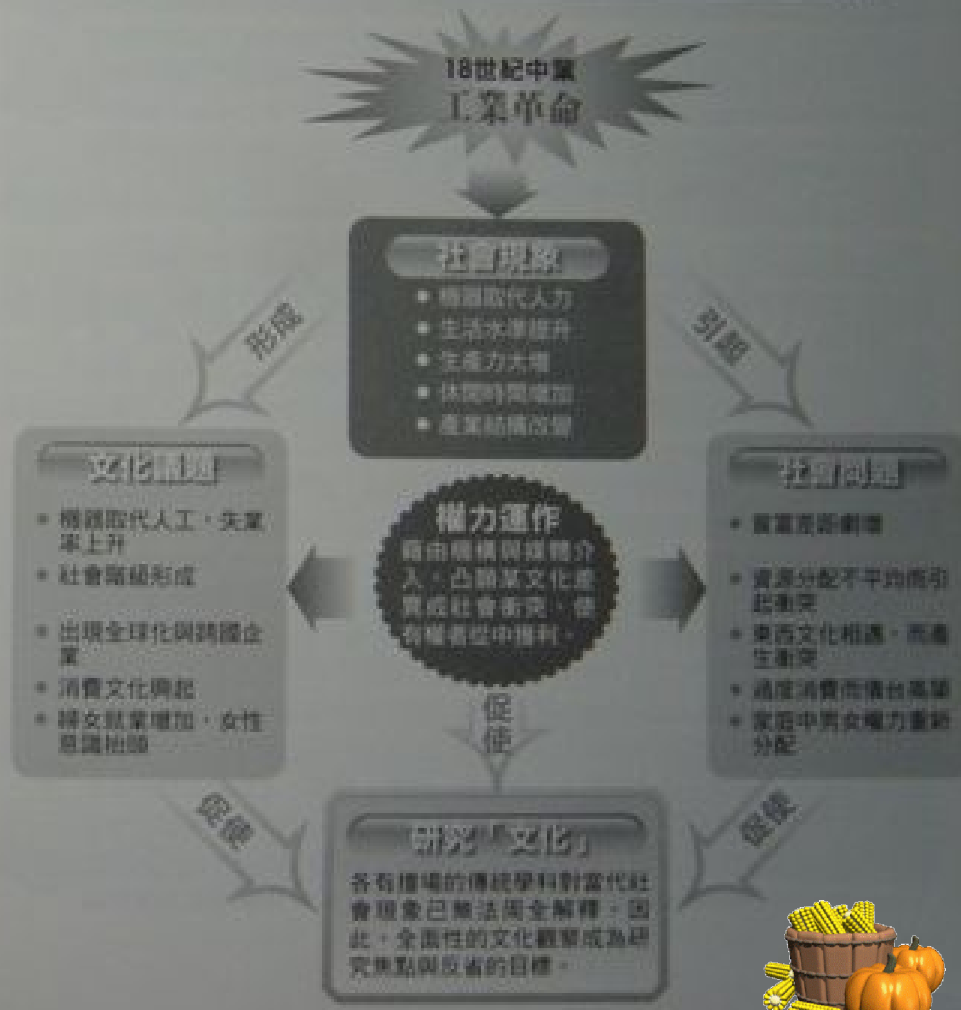 18世紀中葉
工業革命
社會現象
● 機器取代人力
● 生活水準提升
● 生產力大增
● 休閒時間增加
● 產業結構改變
形成
引起
文化議題
● 機器取代人工,失業
率上升
● 社會階級形成
● 出現全球化與跨國企
業
● 消費文化興起
● 婦女就業增加,女性
意識抬頭
權力運作
藉由機構與媒體介
入,凸顯某文化差
異或社會衝突,使
有權者從中獲利。
社會問題
● 貧富差距劇增
● 資源分配不平均而引
起衝突
● 東西文化相遇,而產
生衝突
● 過度消費而債台高築
● 家庭中男女權力重新
分配
促使
促使
促使
研究「文化」
各有擅場的傳統學科對當代社
會現象已無法周全解釋,因
此,全面性的文化觀察成為研
究焦點與反省的目標。